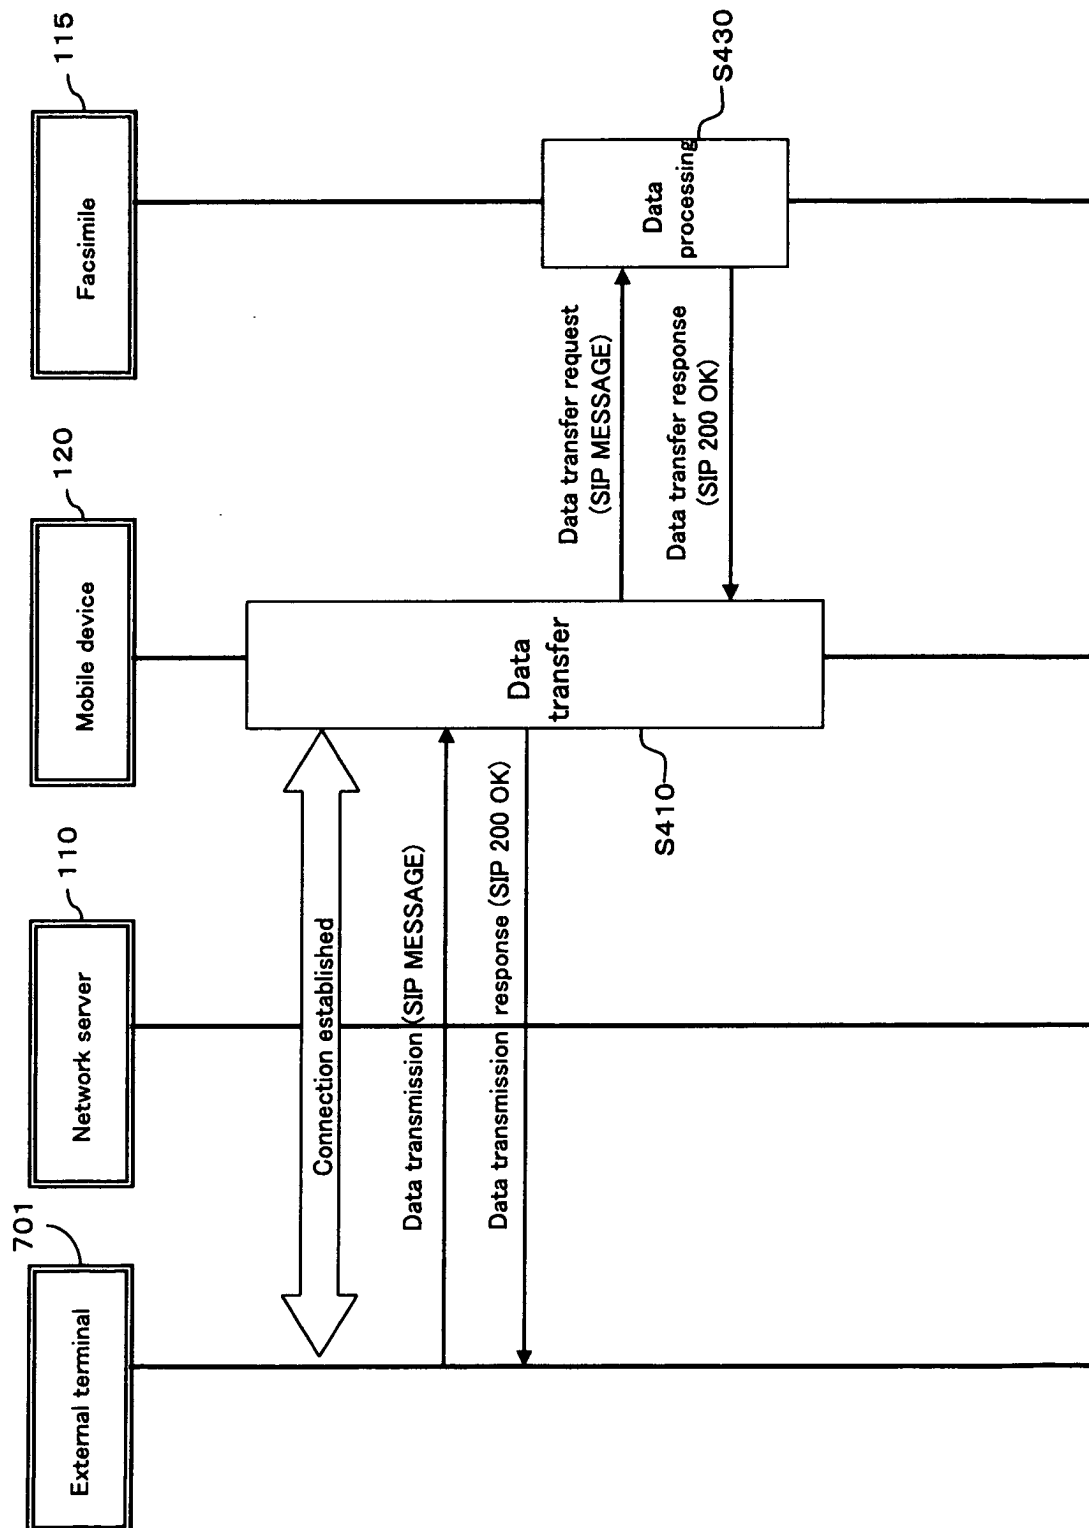 701
External terminal
110
Network server
120
Mobile device
115
Facsimile
Connection established
Data transmission (SIP MESSAGE)
Data transmission response (SIP 200 OK)
Data
transfer
S410
Data transfer request
(SIP MESSAGE)
Data transfer response
(SIP 200 OK)
Data
processing
S430